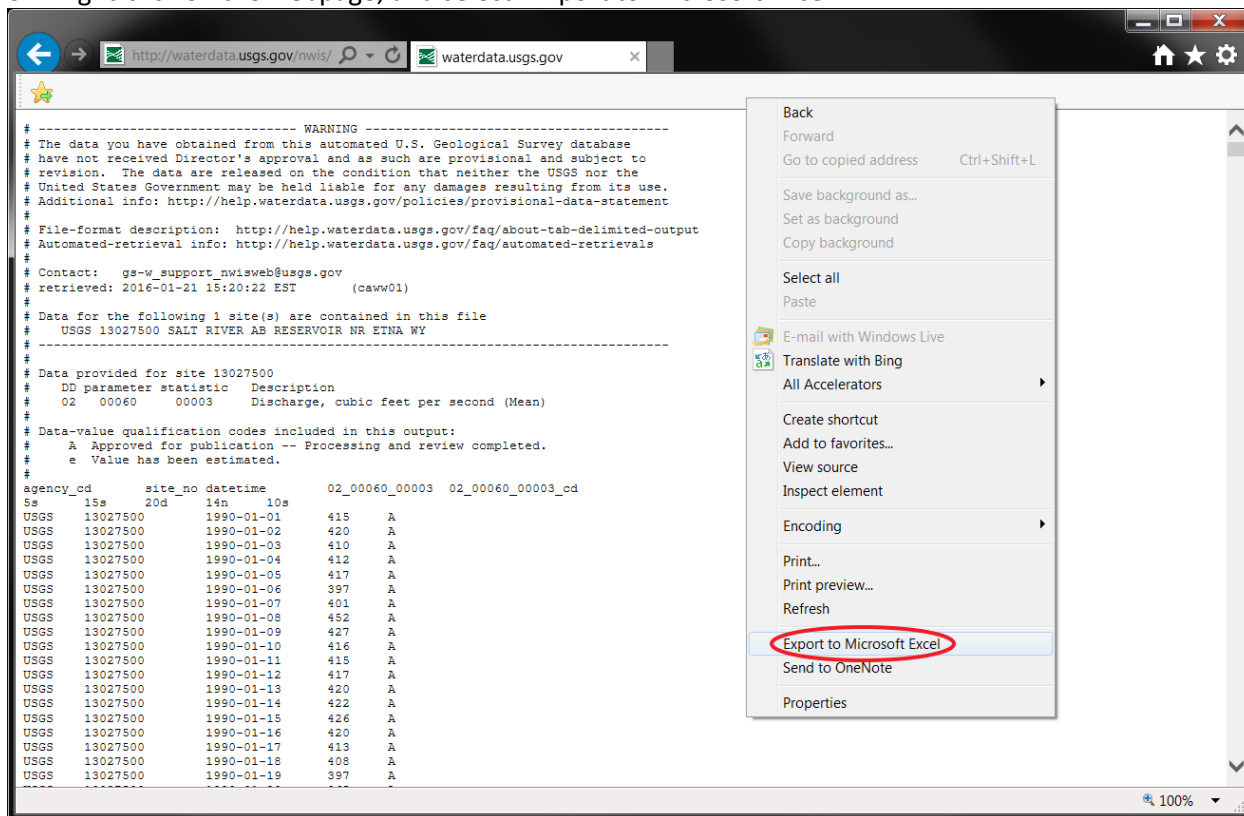 http://waterdata.usgs.gov/nwis/
waterdata.usgs.gov
# ---------------------------------- WARNING ----------------------------------------
# The data you have obtained from this automated U.S. Geological Survey database
# have not received Director's approval and as such are provisional and subject to
# revision.  The data are released on the condition that neither the USGS nor the
# United States Government may be held liable for any damages resulting from its use.
# Additional info: http://help.waterdata.usgs.gov/policies/provisional-data-statement
#
# File-format description:  http://help.waterdata.usgs.gov/faq/about-tab-delimited-output
# Automated-retrieval info: http://help.waterdata.usgs.gov/faq/automated-retrievals
#
# Contact:   gs-w_support_nwisweb@usgs.gov
# retrieved: 2016-01-21 15:20:22 EST       (caww01)
#
# Data for the following 1 site(s) are contained in this file
#    USGS 13027500 SALT RIVER AB RESERVOIR NR ETNA WY
# -----------------------------------------------------------------------------------
#
# Data provided for site 13027500
#    DD parameter statistic   Description
#    02   00060     00003     Discharge, cubic feet per second (Mean)
#
# Data-value qualification codes included in this output:
#     A  Approved for publication -- Processing and review completed.
#     e  Value has been estimated.
#
agency_cd site_no datetime 02_00060_00003 02_00060_00003_cd
5s 15s 20d 14n 10s
USGS 13027500 1990-01-01 415 A
USGS 13027500 1990-01-02 420 A
USGS 13027500 1990-01-03 410 A
USGS 13027500 1990-01-04 412 A
USGS 13027500 1990-01-05 417 A
USGS 13027500 1990-01-06 397 A
USGS 13027500 1990-01-07 401 A
USGS 13027500 1990-01-08 452 A
USGS 13027500 1990-01-09 427 A
USGS 13027500 1990-01-10 416 A
USGS 13027500 1990-01-11 415 A
USGS 13027500 1990-01-12 417 A
USGS 13027500 1990-01-13 420 A
USGS 13027500 1990-01-14 422 A
USGS 13027500 1990-01-15 426 A
USGS 13027500 1990-01-16 420 A
USGS 13027500 1990-01-17 413 A
USGS 13027500 1990-01-18 408 A
USGS 13027500 1990-01-19 397 A
Back
Forward
Go to copied address Ctrl+Shift+L
Save background as...
Set as background
Copy background
Select all
Paste
E-mail with Windows Live
Translate with Bing
All Accelerators
Create shortcut
Add to favorites...
View source
Inspect element
Encoding
Print...
Print preview...
Refresh
Export to Microsoft Excel
Send to OneNote
Properties
100%